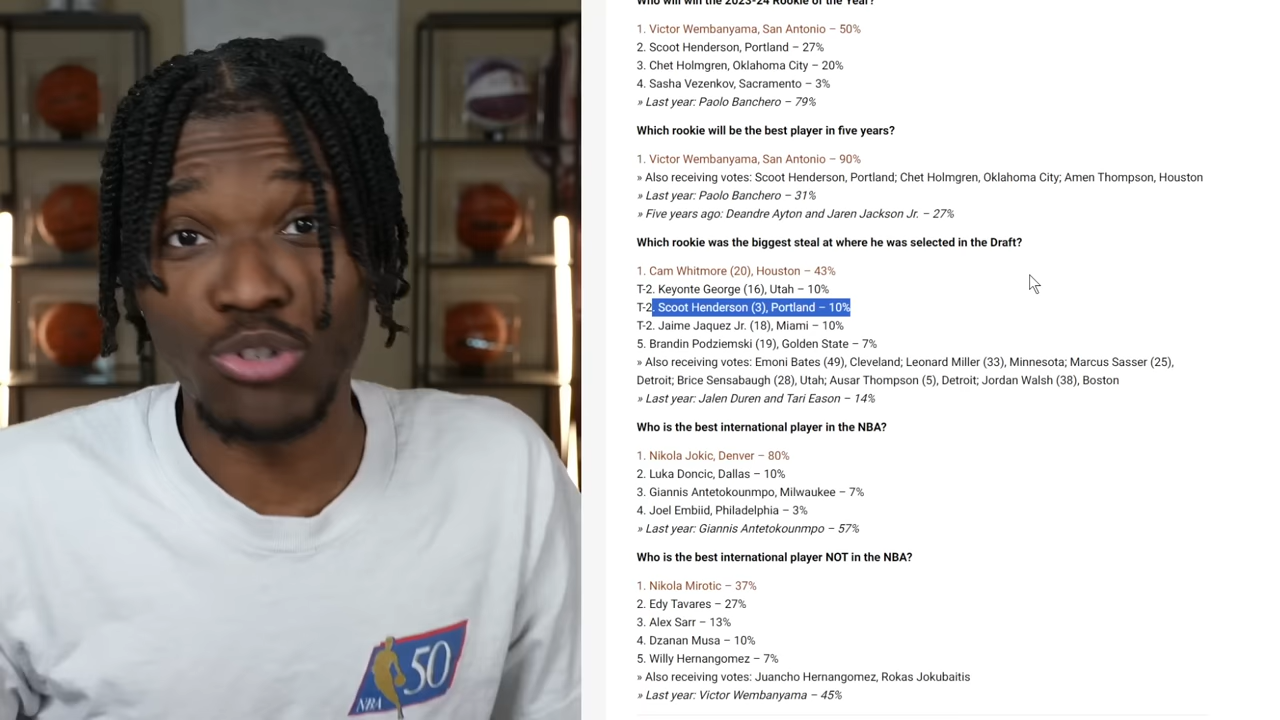 Who will win the 2023-24 Rookie of the Year?
1. Victor Wembanyama, San Antonio – 50%
2. Scoot Henderson, Portland – 27%
3. Chet Holmgren, Oklahoma City – 20%
4. Sasha Vezenkov, Sacramento – 3%
» Last year: Paolo Banchero – 79%
Which rookie will be the best player in five years?
1. Victor Wembanyama, San Antonio – 90%
» Also receiving votes: Scoot Henderson, Portland; Chet Holmgren, Oklahoma City; Amen Thompson, Houston
» Last year: Paolo Banchero – 31%
» Five years ago: Deandre Ayton and Jaren Jackson Jr. – 27%
Which rookie was the biggest steal at where he was selected in the Draft?
1. Cam Whitmore (20), Houston – 43%
T-2. Keyonte George (16), Utah – 10%
T-2. Scoot Henderson (3), Portland – 10%
T-2. Jaime Jaquez Jr. (18), Miami – 10%
5. Brandin Podziemski (19), Golden State – 7%
» Also receiving votes: Emoni Bates (49), Cleveland; Leonard Miller (33), Minnesota; Marcus Sasser (25),
Detroit; Brice Sensabaugh (28), Utah; Ausar Thompson (5), Detroit; Jordan Walsh (38), Boston
» Last year: Jalen Duren and Tari Eason – 14%
Who is the best international player in the NBA?
1. Nikola Jokic, Denver – 80%
2. Luka Doncic, Dallas – 10%
3. Giannis Antetokounmpo, Milwaukee – 7%
4. Joel Embiid, Philadelphia – 3%
» Last year: Giannis Antetokounmpo – 57%
Who is the best international player NOT in the NBA?
1. Nikola Mirotic – 37%
2. Edy Tavares – 27%
3. Alex Sarr – 13%
4. Dzanan Musa – 10%
5. Willy Hernangomez – 7%
» Also receiving votes: Juancho Hernangomez, Rokas Jokubaitis
» Last year: Victor Wembanyama – 45%
50
NBA